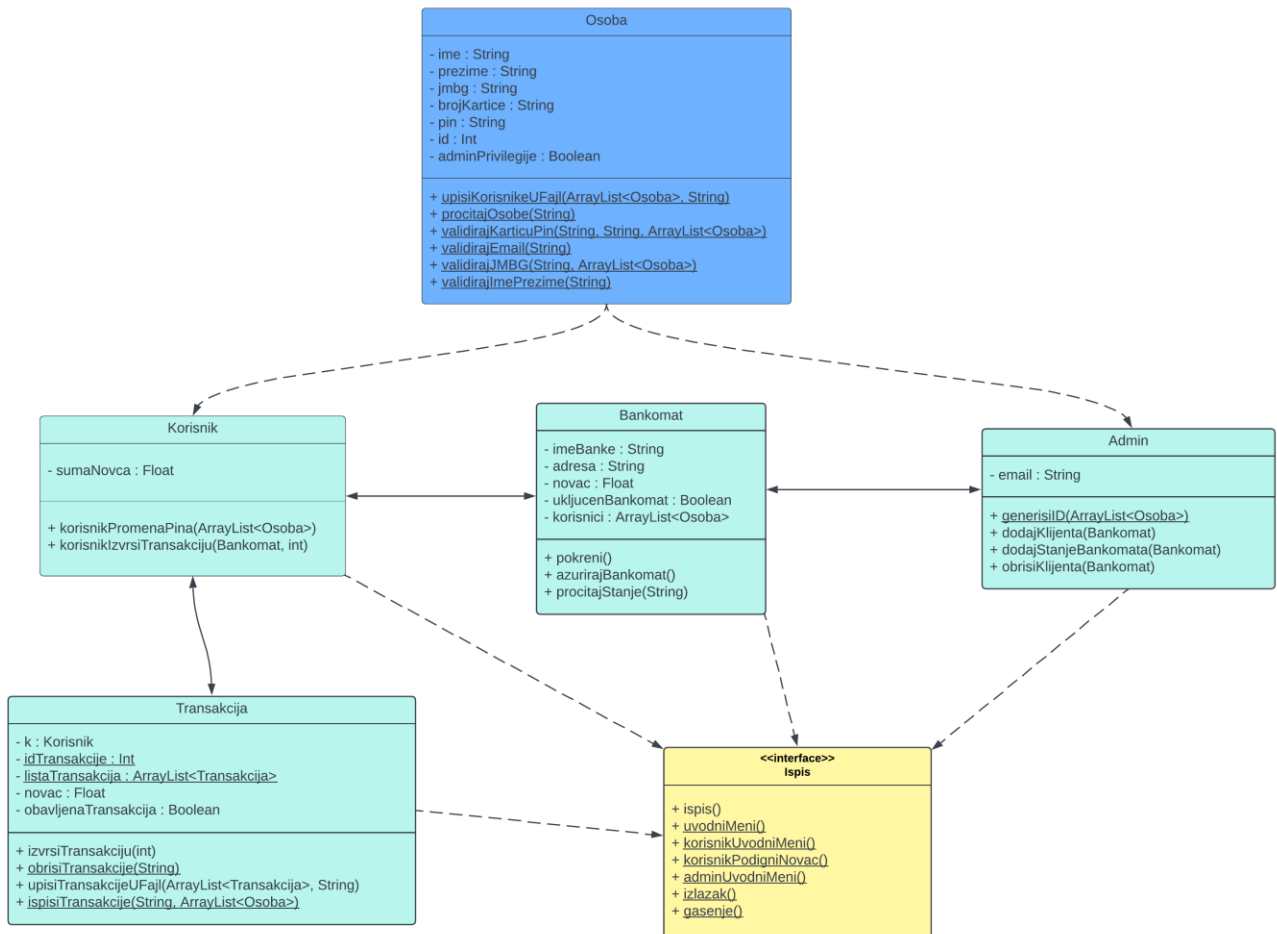 Osoba
- ime : String
- prezime : String
- jmbg : String
- brojKartice : String
- pin : String
- id : Int
- adminPrivilegije : Boolean
+ upisiKorisnikeUFajl(ArrayList<Osoba>, String)
+ procitajOsobe(String)
+ validirajKarticuPin(String, String, ArrayList<Osoba>)
+ validirajEmail(String)
+ validirajJMBG(String, ArrayList<Osoba>)
+ validirajImePrezime(String)
Korisnik
- sumaNovca : Float
+ korisnikPromenaPina(ArrayList<Osoba>)
+ korisnikIzvrsiTransakciju(Bankomat, int)
Bankomat
- imeBanke : String
- adresa : String
- novac : Float
- ukljucenBankomat : Boolean
- korisnici : ArrayList<Osoba>
+ pokreni()
+ azurirajBankomat()
+ procitajStanje(String)
Admin
- email : String
+ generisiID(ArrayList<Osoba>)
+ dodajKlijenta(Bankomat)
+ dodajStanjeBankomata(Bankomat)
+ obrisiKlijenta(Bankomat)
Transakcija
- k : Korisnik
- idTransakcije : Int
- listaTransakcija : ArrayList<Transakcija>
- novac : Float
- obavljenaTransakcija : Boolean
+ izvrsiTransakciju(int)
+ obrisiTransakcije(String)
+ upisiTransakcijeUFajl(ArrayList<Transakcija>, String)
+ ispisiTransakcije(String, ArrayList<Osoba>)
<<interface>>
Ispis
+ ispis()
+ uvodniMeni()
+ korisnikUvodniMeni()
+ korisnikPodigniNovac()
+ adminUvodniMeni()
+ izlazak()
+ gasenje()